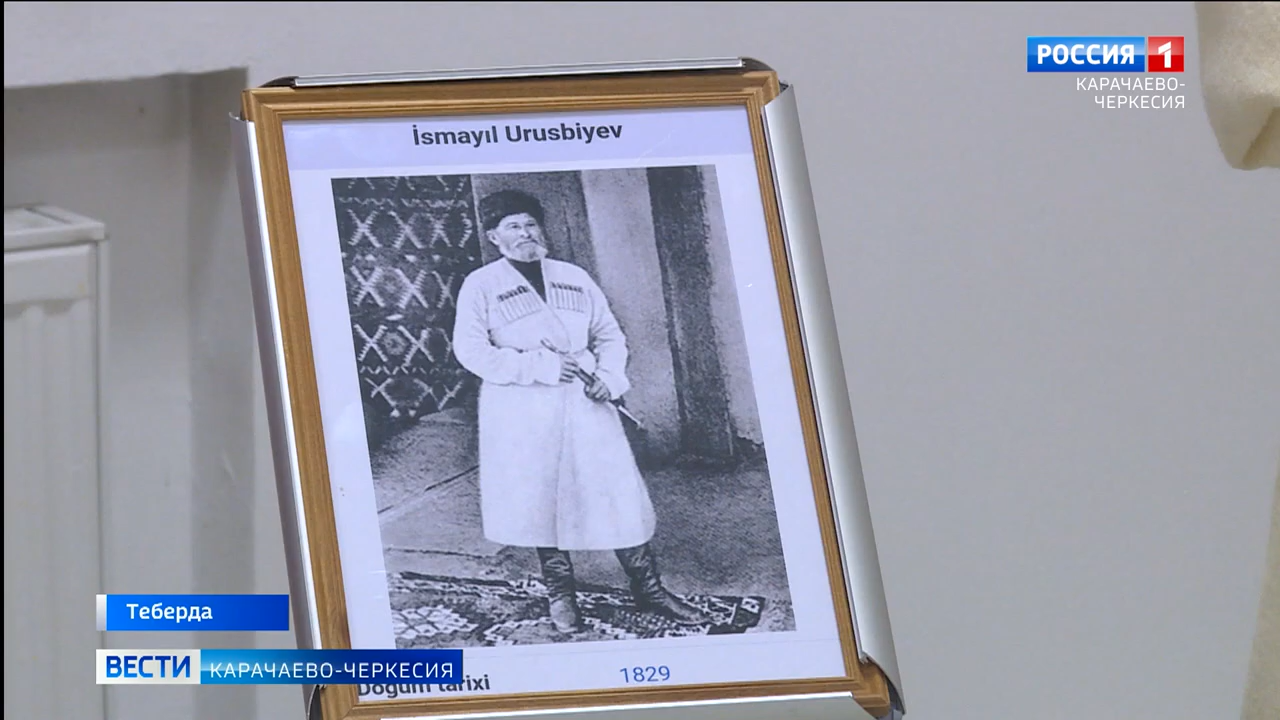 РОССИЯ 1
КАРАЧАЕВО-
ЧЕРКЕСИЯ
İsmayıl Urusbiyev
Doğum tarixi 1829
Теберда
ВЕСТИ КАРАЧАЕВО-ЧЕРКЕСИЯ